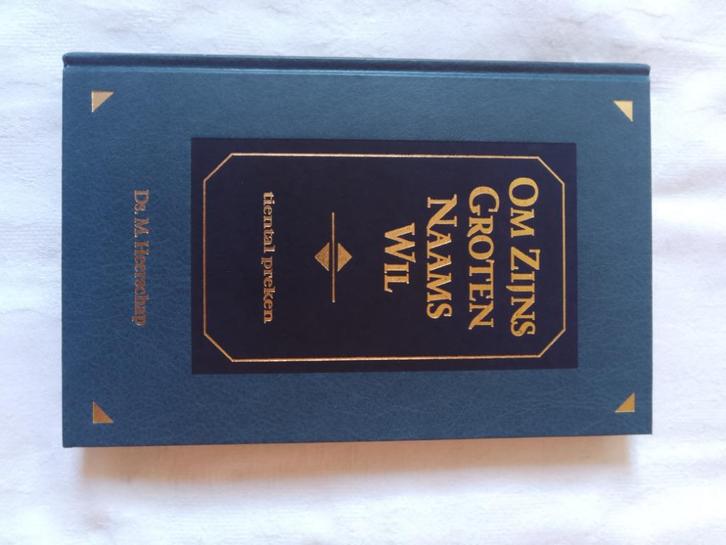 OM ZIJNS
GROTEN
NAAMS
WIL
tiental preken
Ds. M. Heerschap